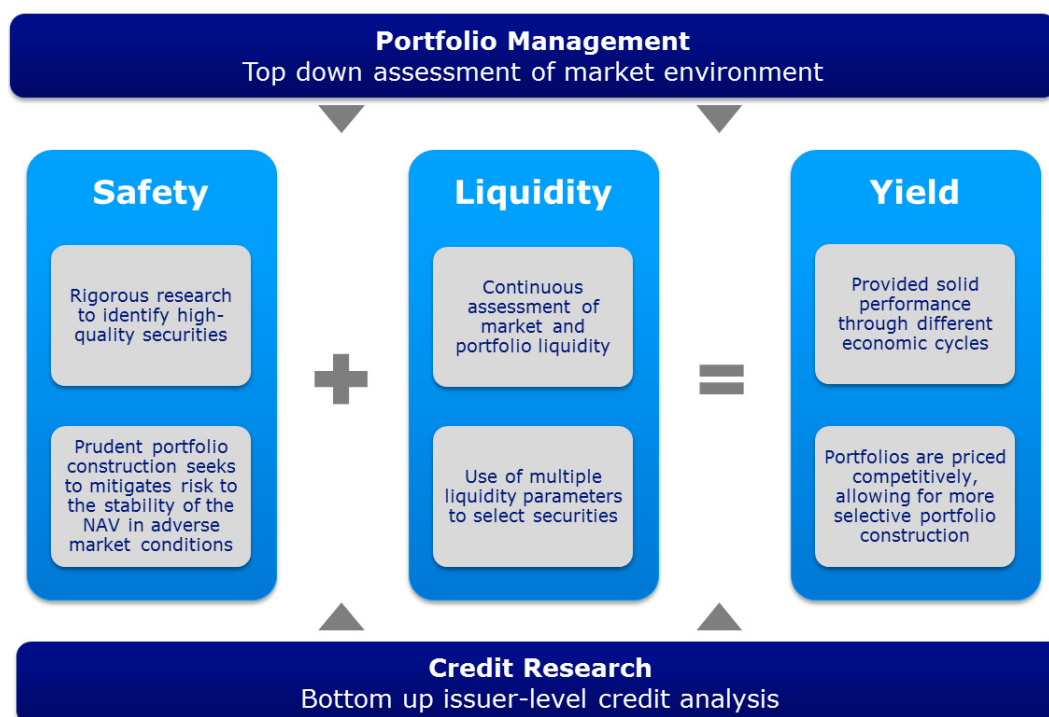 Portfolio Management
Top down assessment of market environment
Safety
Rigorous research
to identify high-
quality securities
Prudent portfolio
construction seeks
to mitigates risk to
the stability of the
NAV in adverse
market conditions
+
Liquidity
Continuous
assessment of
market and
portfolio liquidity
Use of multiple
liquidity parameters
to select securities
=
Yield
Provided solid
performance
through different
economic cycles
Portfolios are priced
competitively,
allowing for more
selective portfolio
construction
Credit Research
Bottom up issuer-level credit analysis